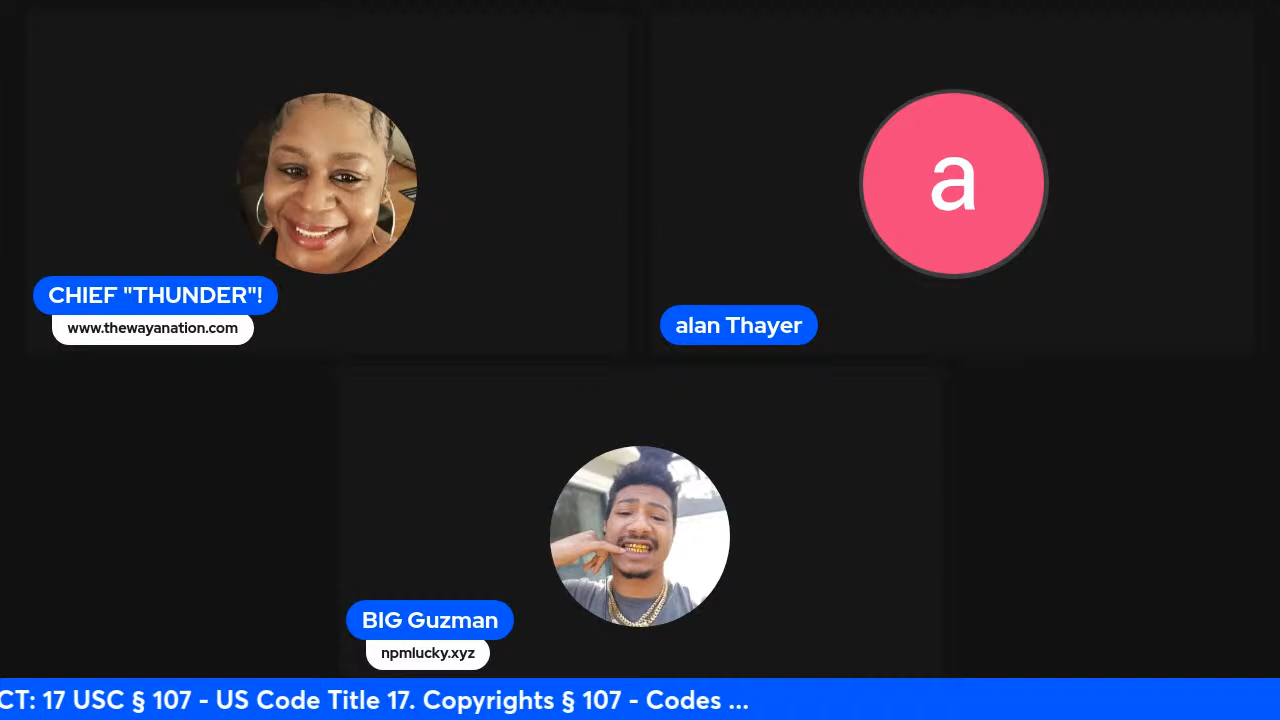 CHIEF "THUNDER"!
www.thewayanation.com
a
alan Thayer
BIG Guzman
npmlucky.xyz
CT: 17 USC § 107 - US Code Title 17. Copyrights § 107 - Codes ...